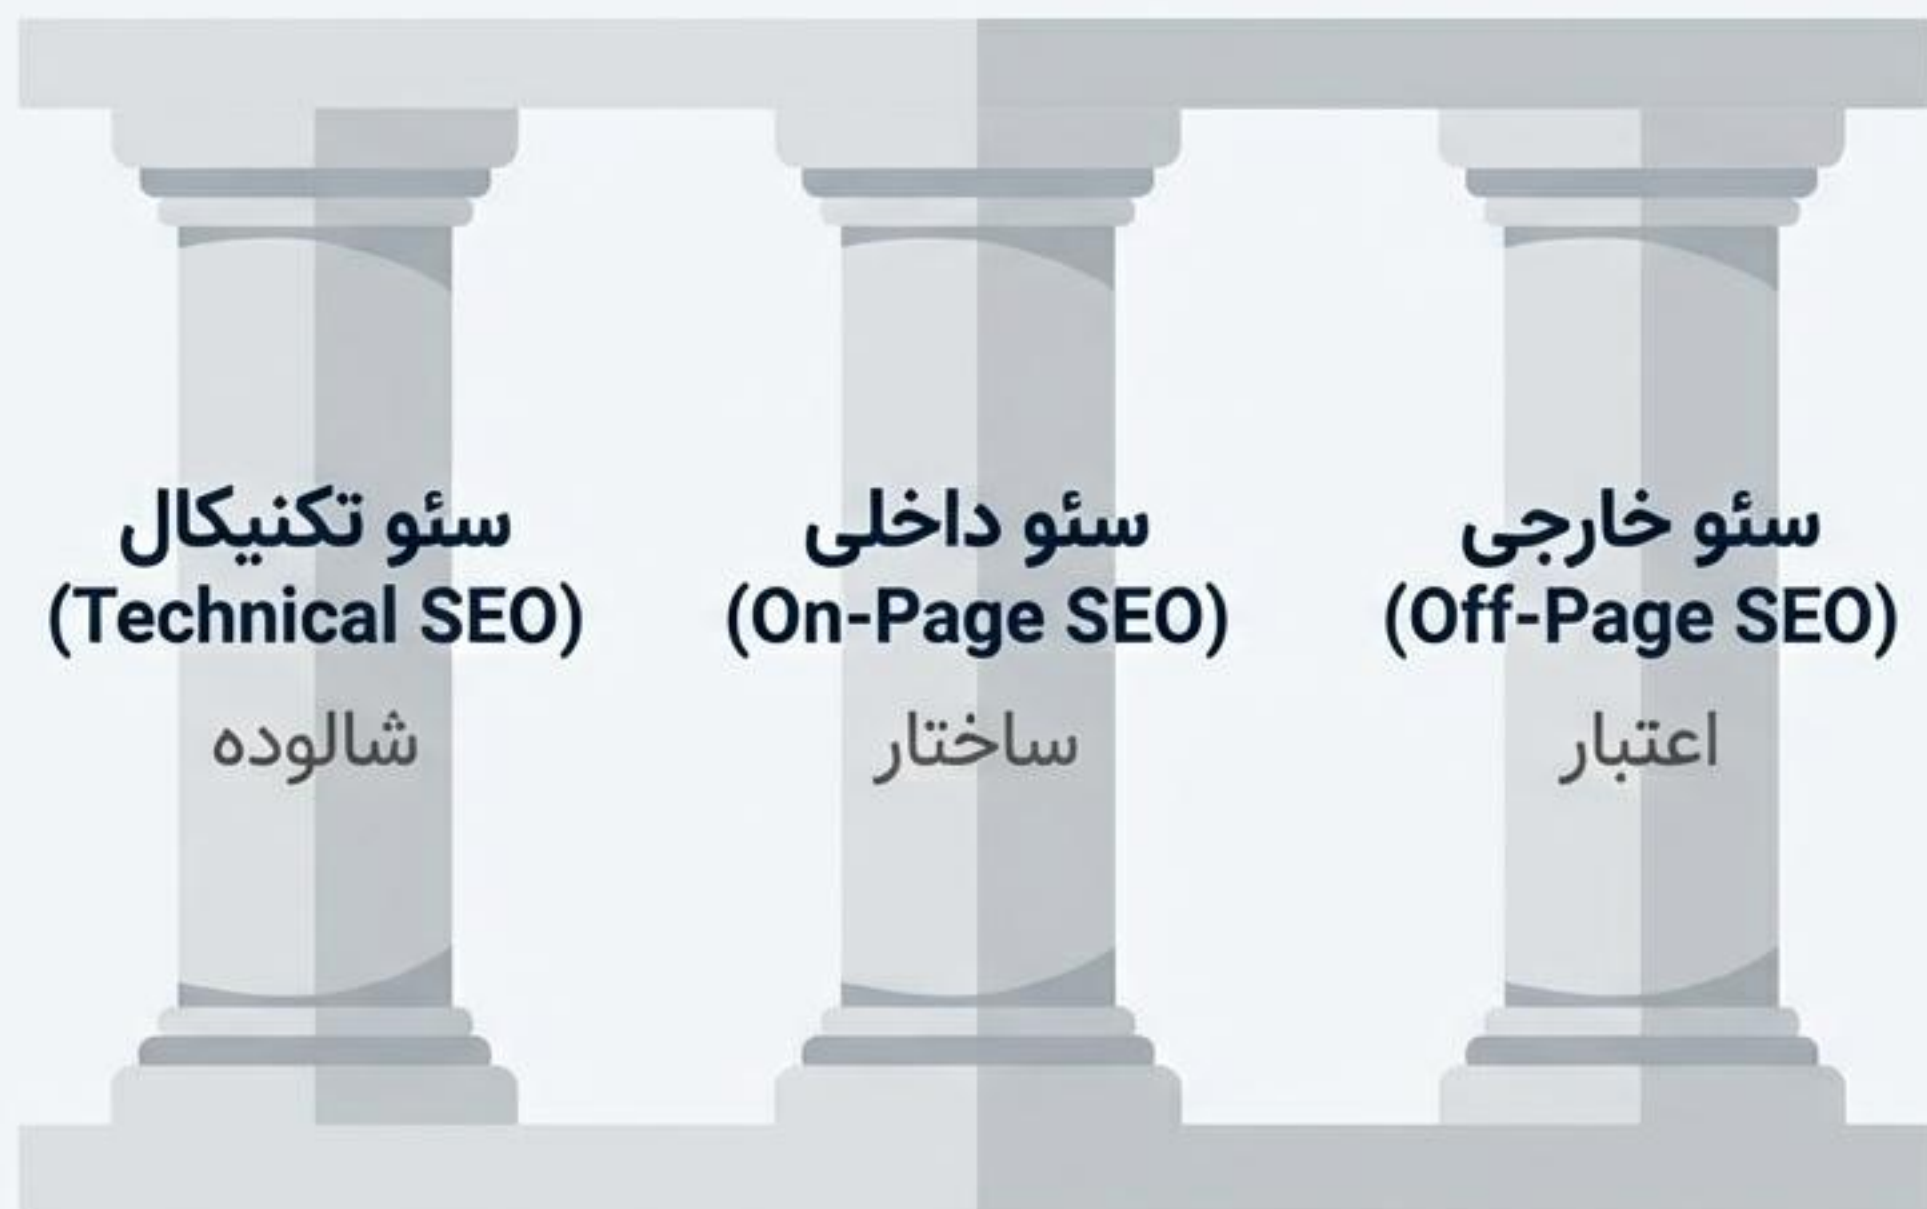 سئو خارجی
(Off-Page SEO)
اعتبار
سئو داخلی
(On-Page SEO)
ساختار
سئو تکنیکال
(Technical SEO)
شالوده